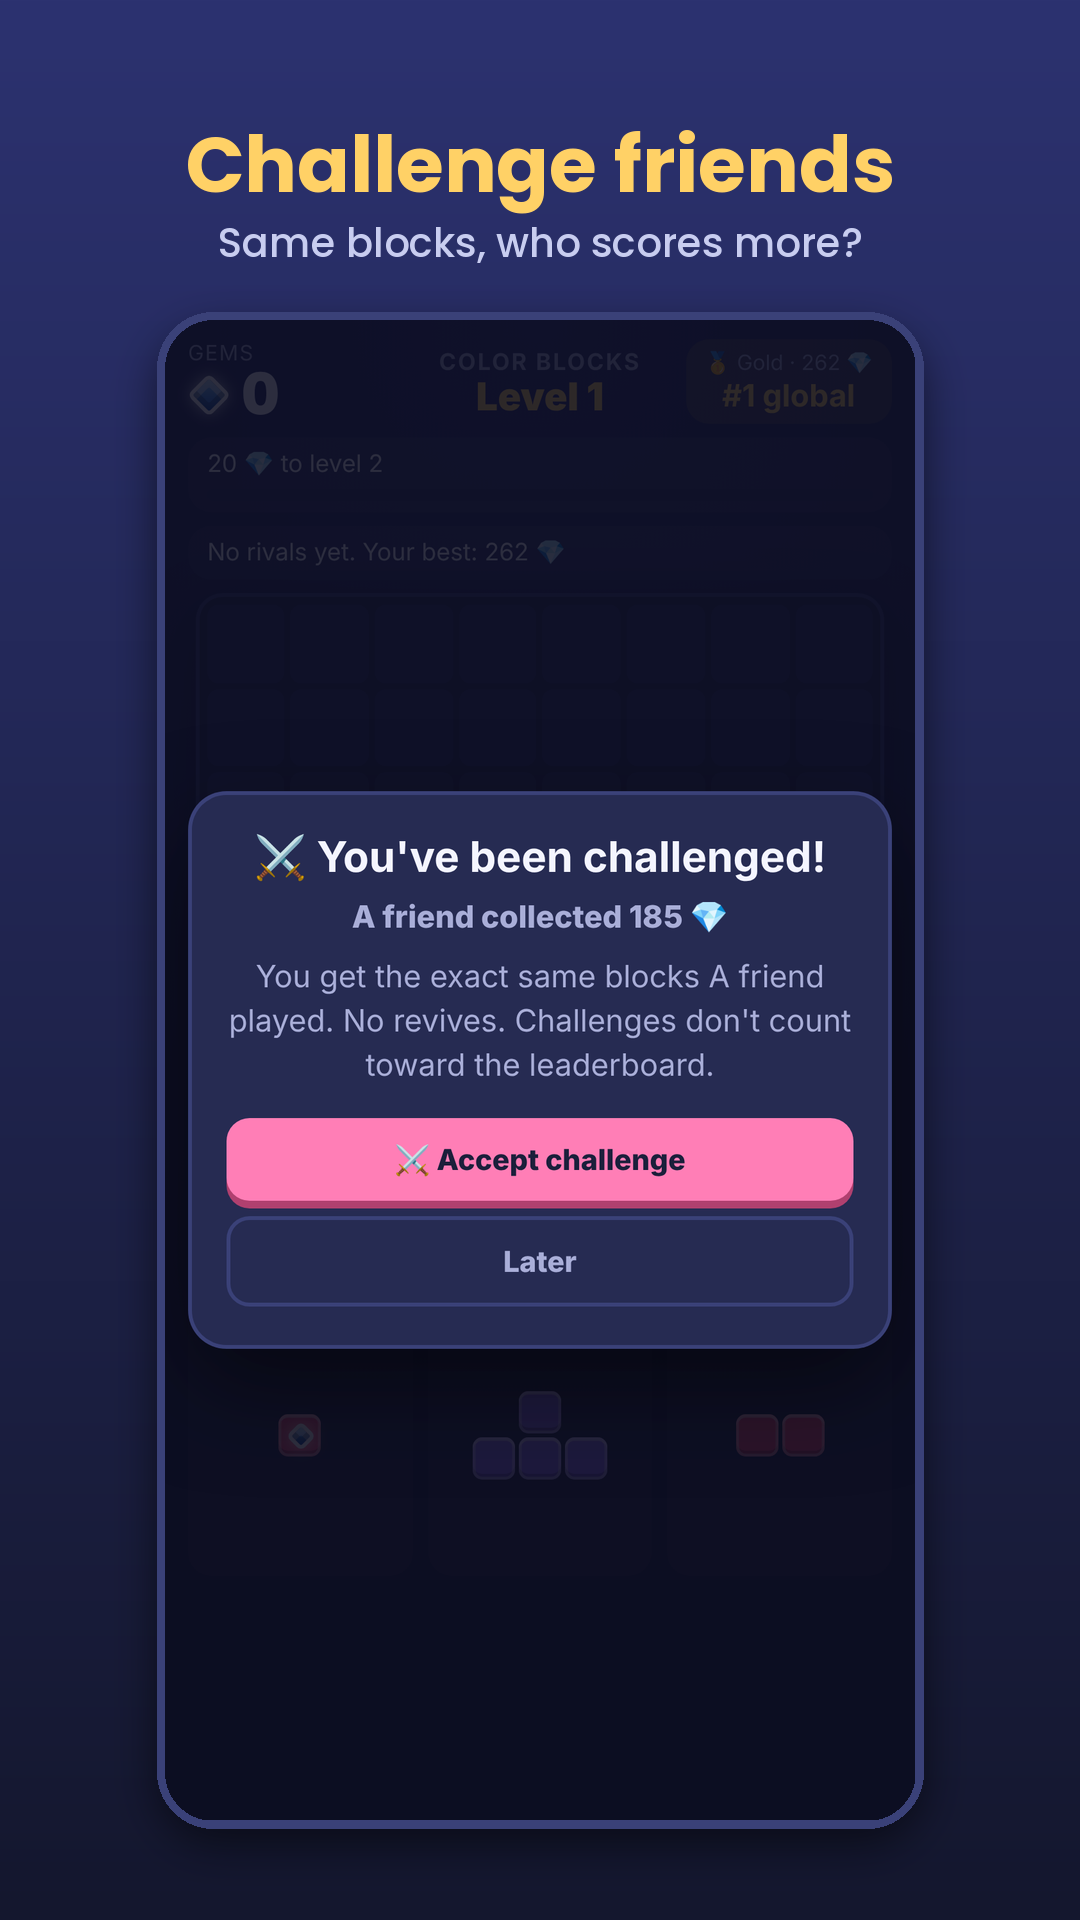 Challenge friends
Same blocks, who scores more?
GEMS
0
COLOR BLOCKS
Level 1
🏅 Gold · 262 💎
#1 global
20 💎 to level 2
No rivals yet. Your best: 262 💎
⚔️ You've been challenged!
A friend collected 185 💎
You get the exact same blocks A friend
played. No revives. Challenges don't count
toward the leaderboard.
⚔️ Accept challenge
Later